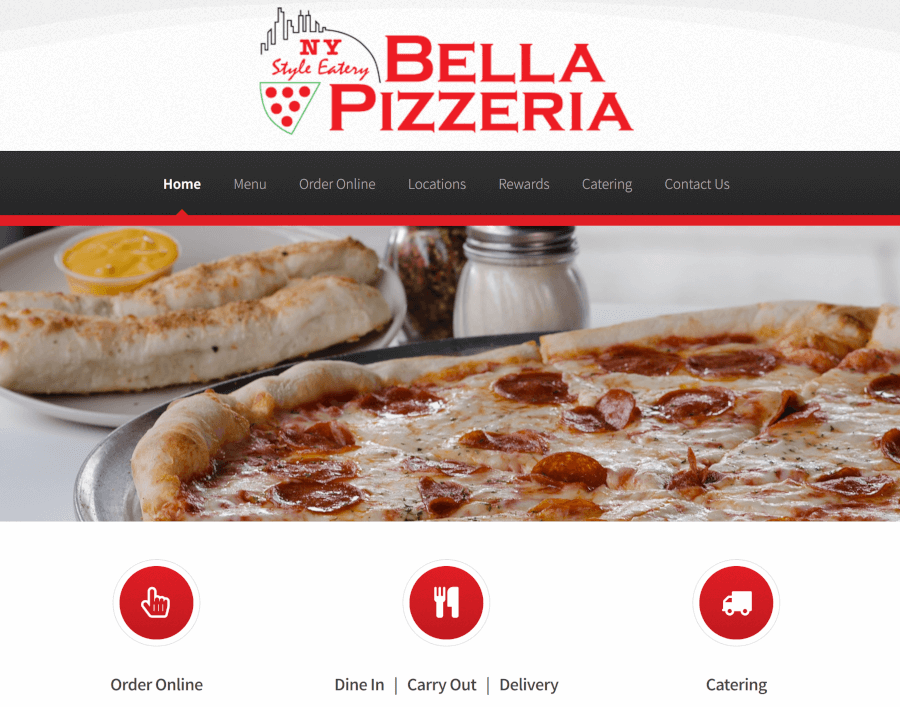 NY
Style Eatery
BELLA
PIZZERIA
Home Menu Order Online Locations Rewards Catering Contact Us
Order Online Dine In | Carry Out | Delivery Catering